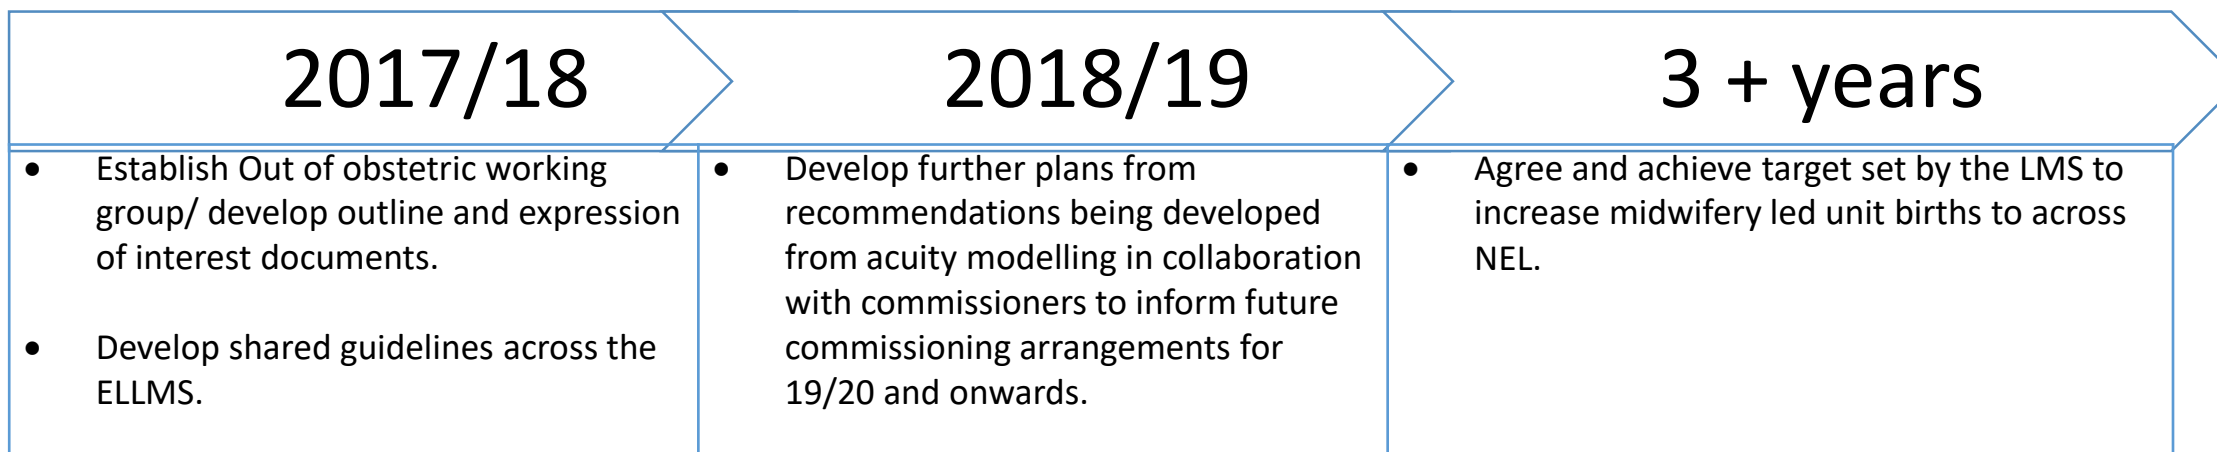 2017/18
2018/19
3 + years
• Establish Out of obstetric working
group/ develop outline and expression
of interest documents.
• Develop shared guidelines across the
ELLMS.
• Develop further plans from
recommendations being developed
from acuity modelling in collaboration
with commissioners to inform future
commissioning arrangements for
19/20 and onwards.
• Agree and achieve target set by the LMS to
increase midwifery led unit births to across
NEL.